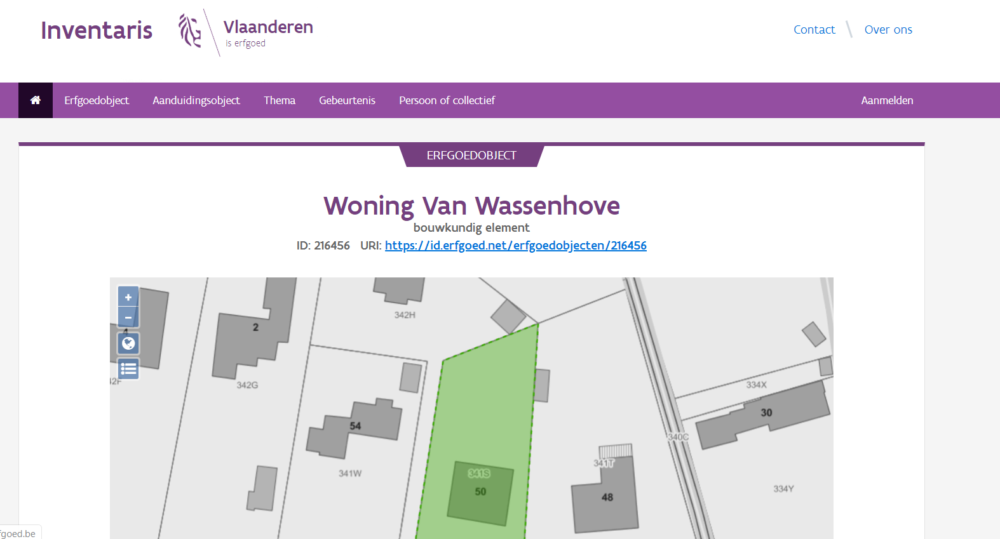 Inventaris
Vlaanderen
is erfgoed
Contact
Over ons
Erfgoedobject
Aanduidingsobject
Thema
Gebeurtenis
Persoon of collectief
Aanmelden
ERFGOEDOBJECT
Woning Van Wassenhove
bouwkundig element
ID: 216456 URI: https://id.erfgoed.net/erfgoedobjecten/216456
+
−
4
2
342H
342G
54
341W
341S
50
341T
48
340C
334X
30
334Y
fgoed.be